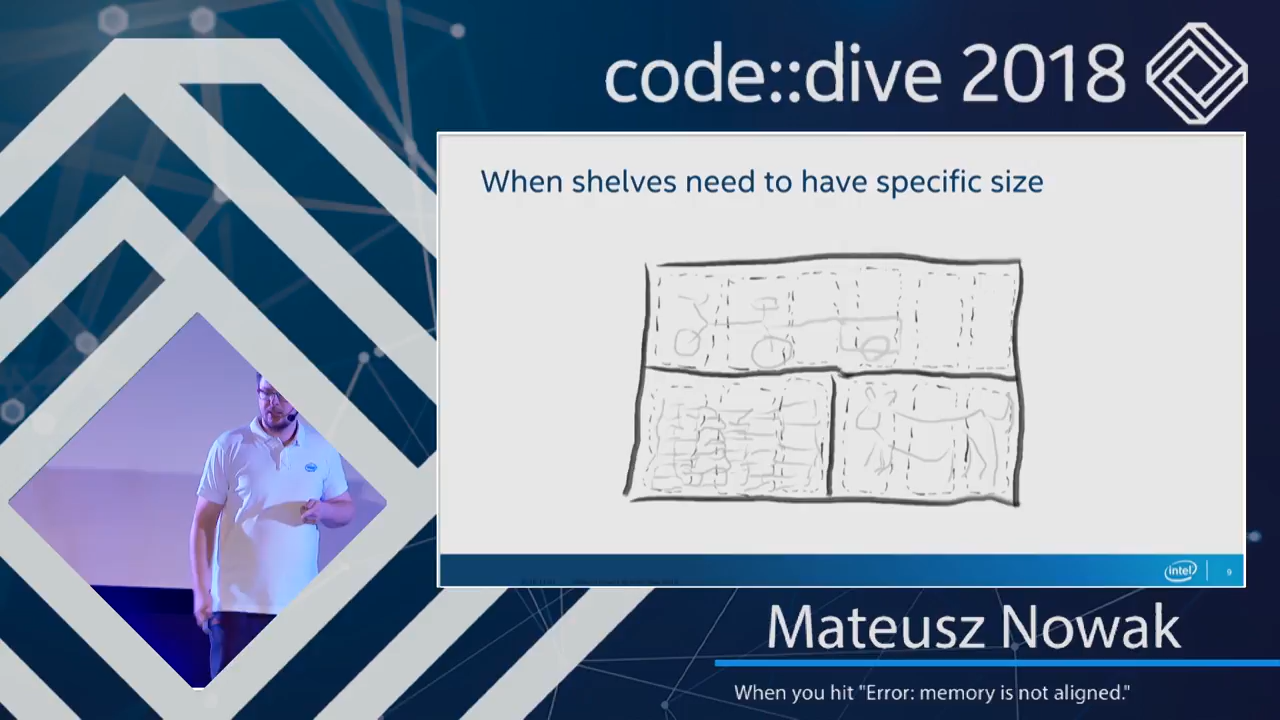 code::dive 2018
When shelves need to have specific size
intel
9
Mateusz Nowak
When you hit "Error: memory is not aligned."